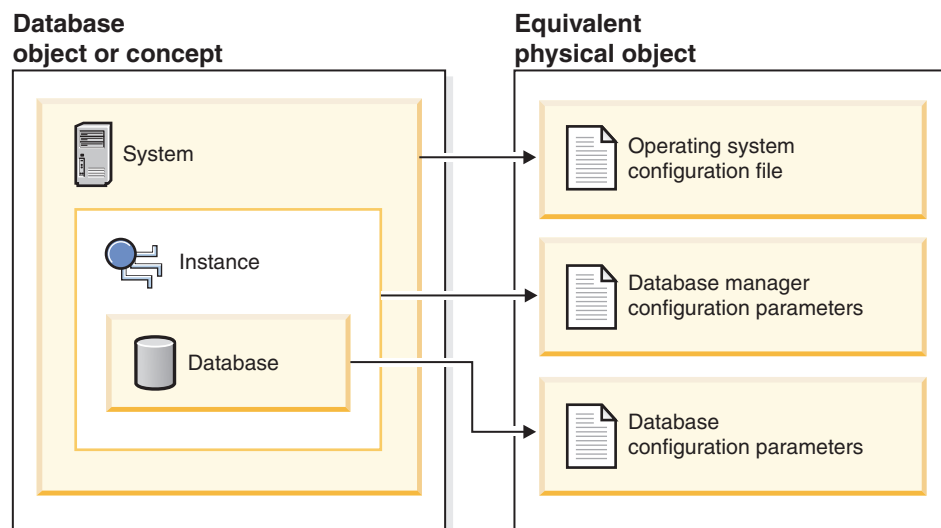 Database
object or concept
Equivalent
physical object
System
Operating system
configuration file
Instance
Database manager
configuration parameters
Database
Database
configuration parameters